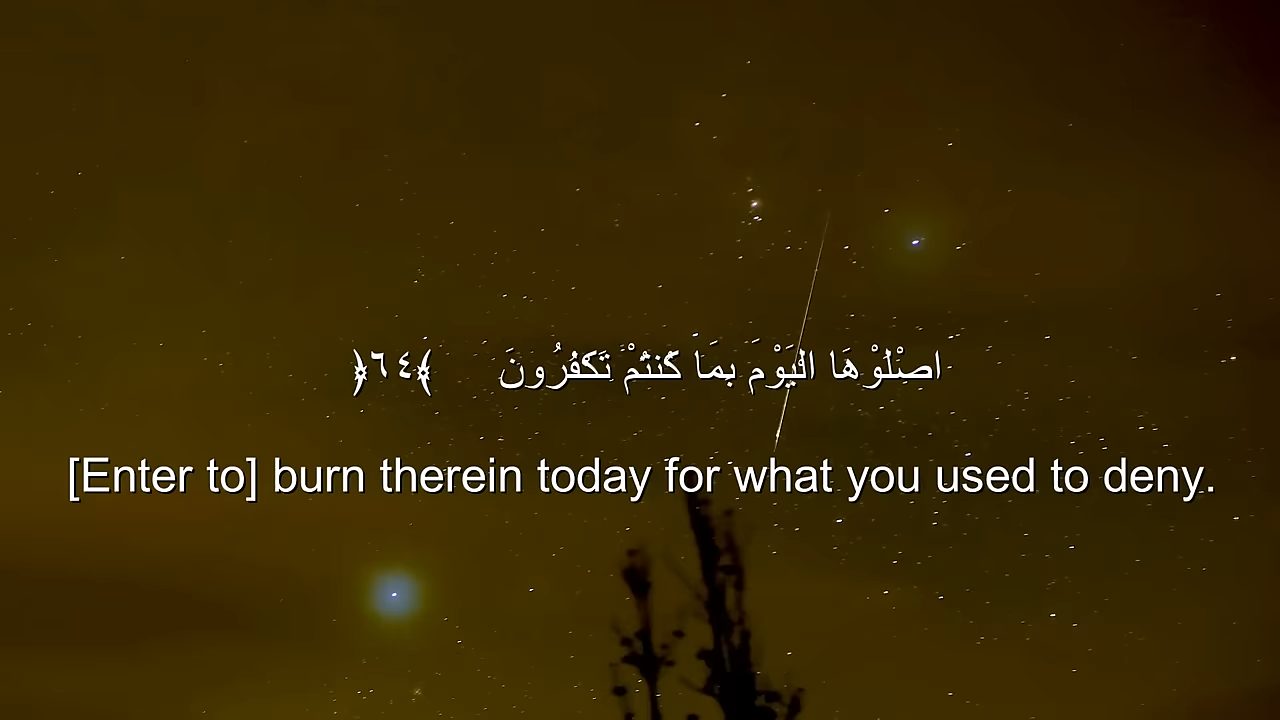 اصْلَوْهَا الْيَوْمَ بِمَا كُنتُمْ تَكْفُرُونَ ﴿٦٤﴾
[Enter to] burn therein today for what you used to deny.